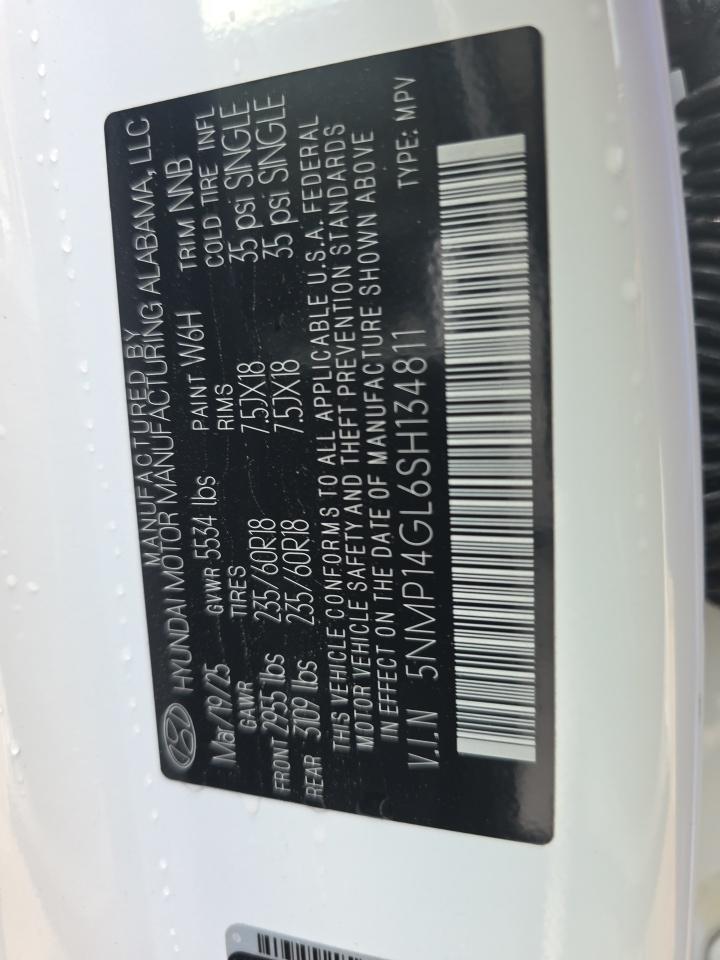 MANUFACTURED BY
HYUNDAI MOTOR MANUFACTURING ALABAMA, LLC
Mar/19/25 GVWR 5534 lbs PAINT W6H TRIM NNB
GAWR TIRES RIMS COLD TIRE INFL
FRONT 2955 lbs 235/60R18 7.5JX18 35 psi SINGLE
REAR 3109 lbs 235/60R18 7.5JX18 35 psi SINGLE
THIS VEHICLE CONFORMS TO ALL APPLICABLE U.S.A. FEDERAL
MOTOR VEHICLE SAFETY AND THEFT PREVENTION STANDARDS
IN EFFECT ON THE DATE OF MANUFACTURE SHOWN ABOVE
V.I.N 5NMP14GL6SH134811 TYPE: MPV